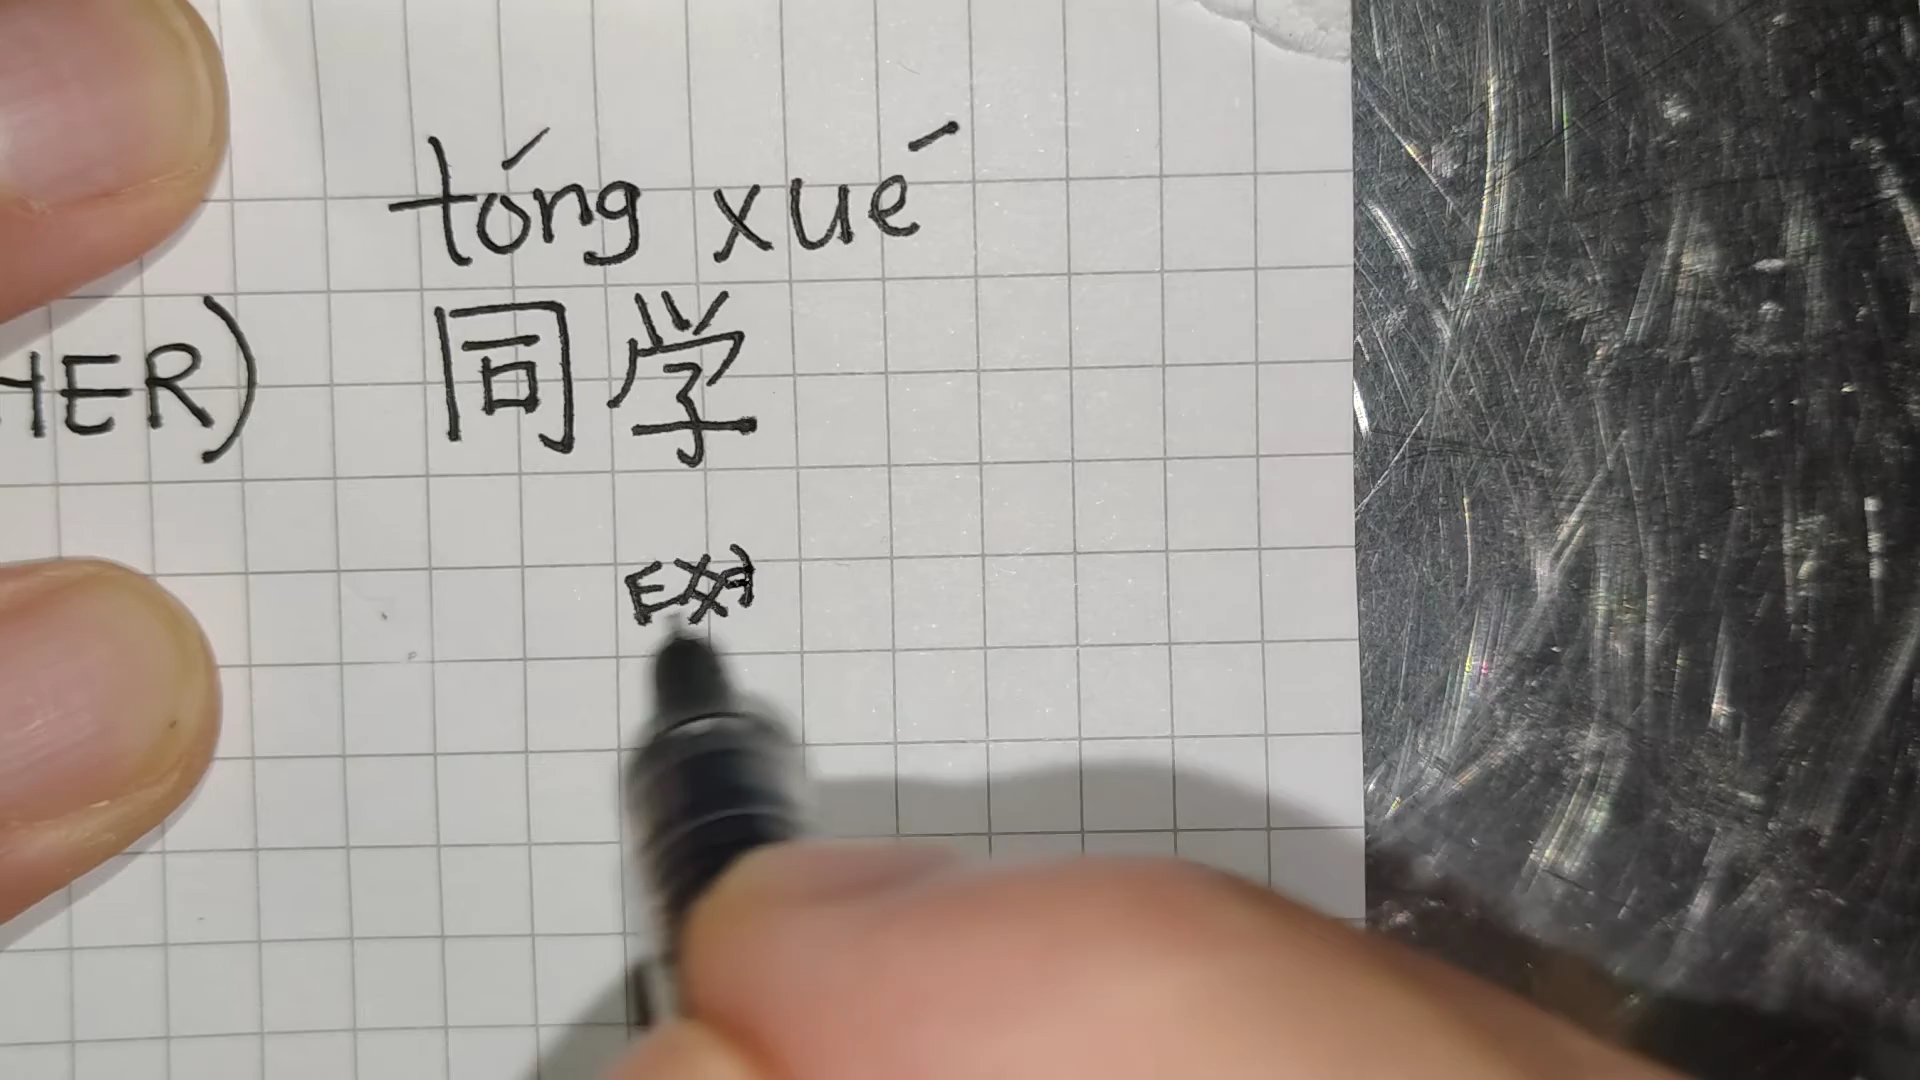 tóng xué
HER) 同学